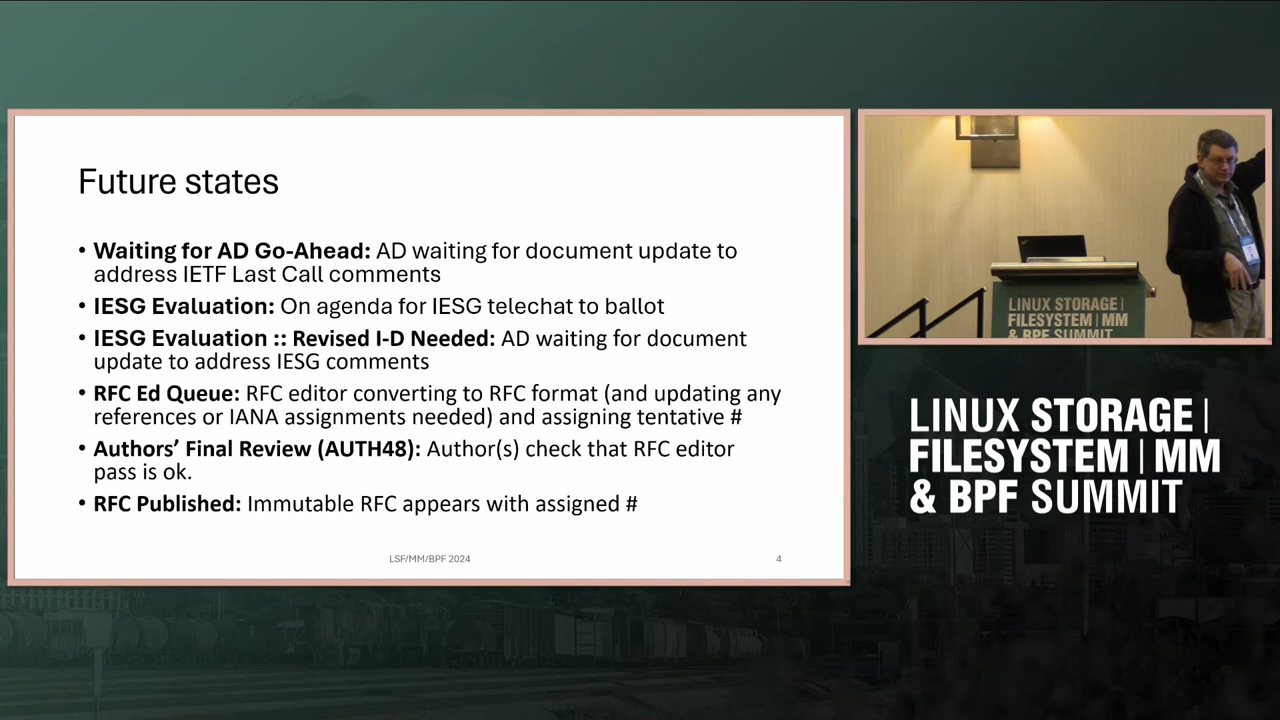 Future states
• Waiting for AD Go-Ahead: AD waiting for document update to
address IETF Last Call comments
• IESG Evaluation: On agenda for IESG telechat to ballot
• IESG Evaluation :: Revised I-D Needed: AD waiting for document
update to address IESG comments
• RFC Ed Queue: RFC editor converting to RFC format (and updating any
references or IANA assignments needed) and assigning tentative #
• Authors’ Final Review (AUTH48): Author(s) check that RFC editor
pass is ok.
• RFC Published: Immutable RFC appears with assigned #
LSF/MM/BPF 2024
4
LINUX STORAGE |
FILESYSTEM | MM
& BPF SUMMIT
LINUX STORAGE |
FILESYSTEM | MM
& BPF SUMMIT